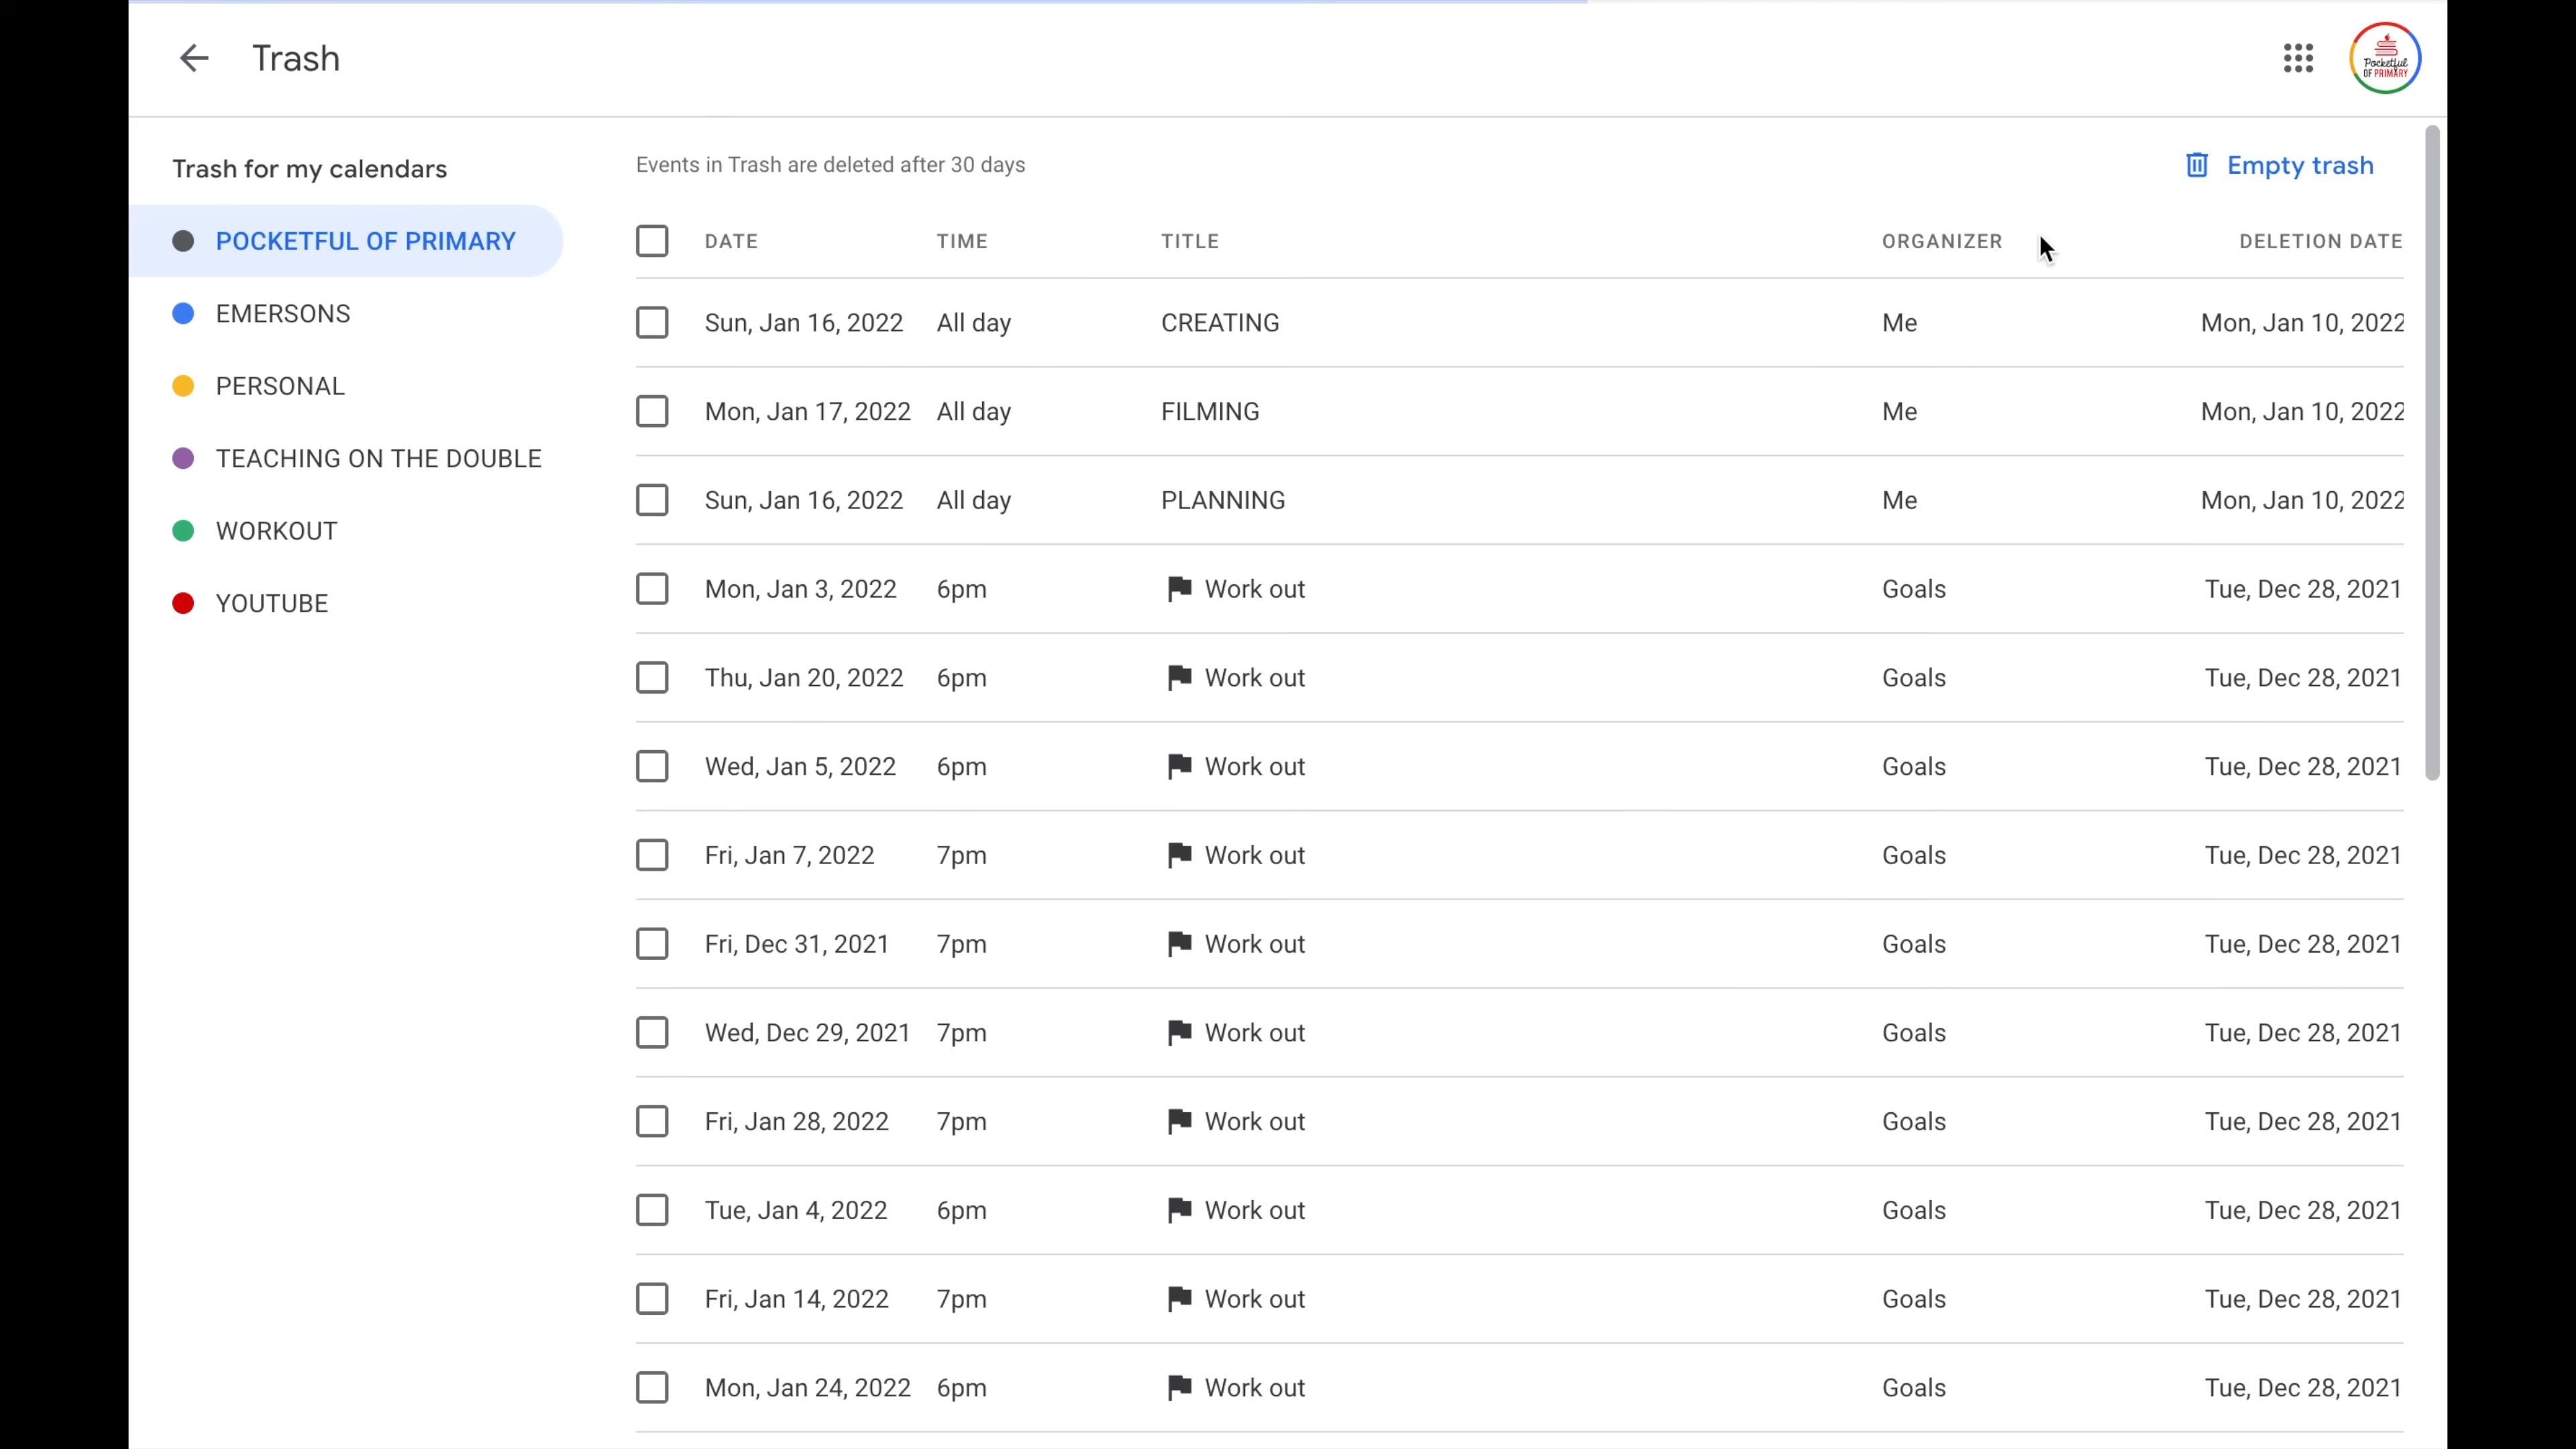 Trash
Pocketful
OF PRIMARY
Trash for my calendars
POCKETFUL OF PRIMARY
EMERSONS
PERSONAL
TEACHING ON THE DOUBLE
WORKOUT
YOUTUBE
Events in Trash are deleted after 30 days
Empty trash
DATE TIME TITLE ORGANIZER DELETION DATE
Sun, Jan 16, 2022 All day CREATING Me Mon, Jan 10, 2022
Mon, Jan 17, 2022 All day FILMING Me Mon, Jan 10, 2022
Sun, Jan 16, 2022 All day PLANNING Me Mon, Jan 10, 2022
Mon, Jan 3, 2022 6pm Work out Goals Tue, Dec 28, 2021
Thu, Jan 20, 2022 6pm Work out Goals Tue, Dec 28, 2021
Wed, Jan 5, 2022 6pm Work out Goals Tue, Dec 28, 2021
Fri, Jan 7, 2022 7pm Work out Goals Tue, Dec 28, 2021
Fri, Dec 31, 2021 7pm Work out Goals Tue, Dec 28, 2021
Wed, Dec 29, 2021 7pm Work out Goals Tue, Dec 28, 2021
Fri, Jan 28, 2022 7pm Work out Goals Tue, Dec 28, 2021
Tue, Jan 4, 2022 6pm Work out Goals Tue, Dec 28, 2021
Fri, Jan 14, 2022 7pm Work out Goals Tue, Dec 28, 2021
Mon, Jan 24, 2022 6pm Work out Goals Tue, Dec 28, 2021